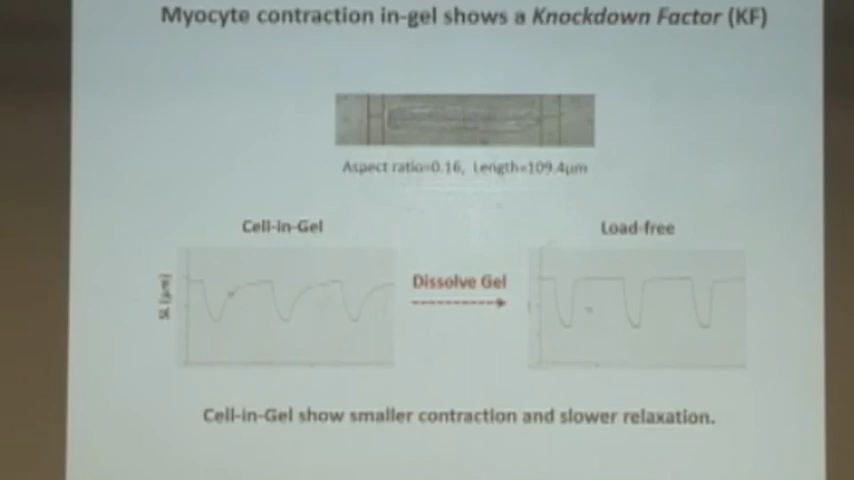 Myocyte contraction in-gel shows a Knockdown Factor (KF)
Aspect ratio=0.16, Length=109.4μm
Cell-in-Gel
Load-free
SL (μm)
Dissolve Gel
Cell-in-Gel show smaller contraction and slower relaxation.